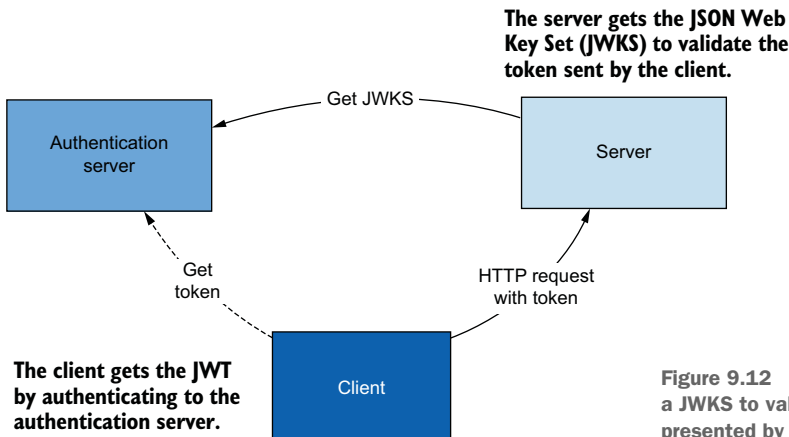 The server gets the JSON Web
Key Set (JWKS) to validate the
token sent by the client.
Get JWKS
Authentication
server
Server
Get
token
HTTP request
with token
The client gets the JWT
by authenticating to the
authentication server.
Client
Figure 9.12
a JWKS to val
presented by